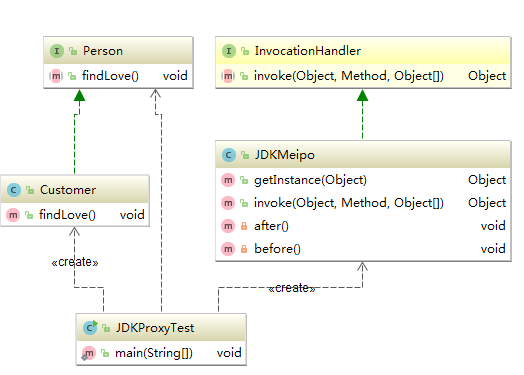 I Person
m findLove() void
I InvocationHandler
m invoke(Object, Method, Object[]) Object
C Customer
m findLove() void
C JDKMeipo
m getInstance(Object) Object
m invoke(Object, Method, Object[]) Object
m after() void
m before() void
«create»
«create»
C JDKProxyTest
m main(String[]) void